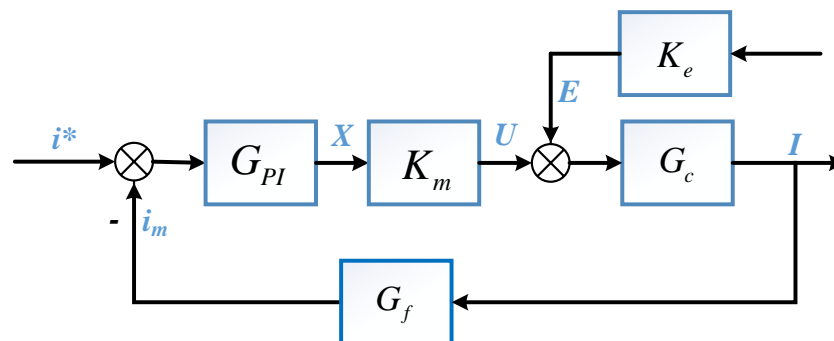 K_e
E
i*
X
U
I
G_PI
K_m
G_c
-
i_m
G_f